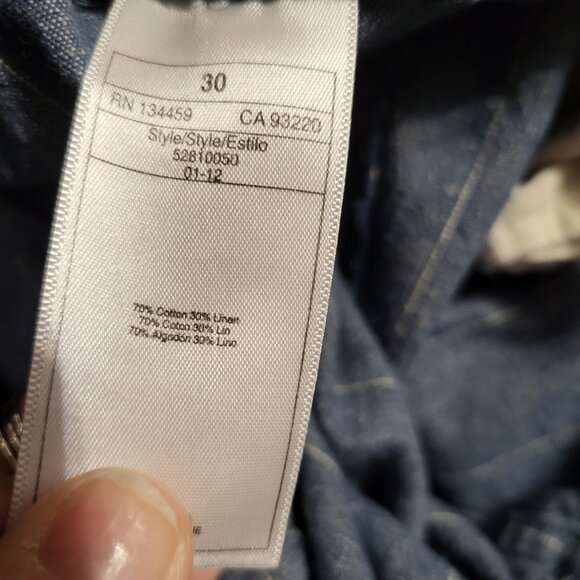 30
RN 134459 CA 93220
Style/Style/Estilo
52810050
01-12
70% Cotton 30% Linen
70% Coton 30% Lin
70% Algodón 30% Lino